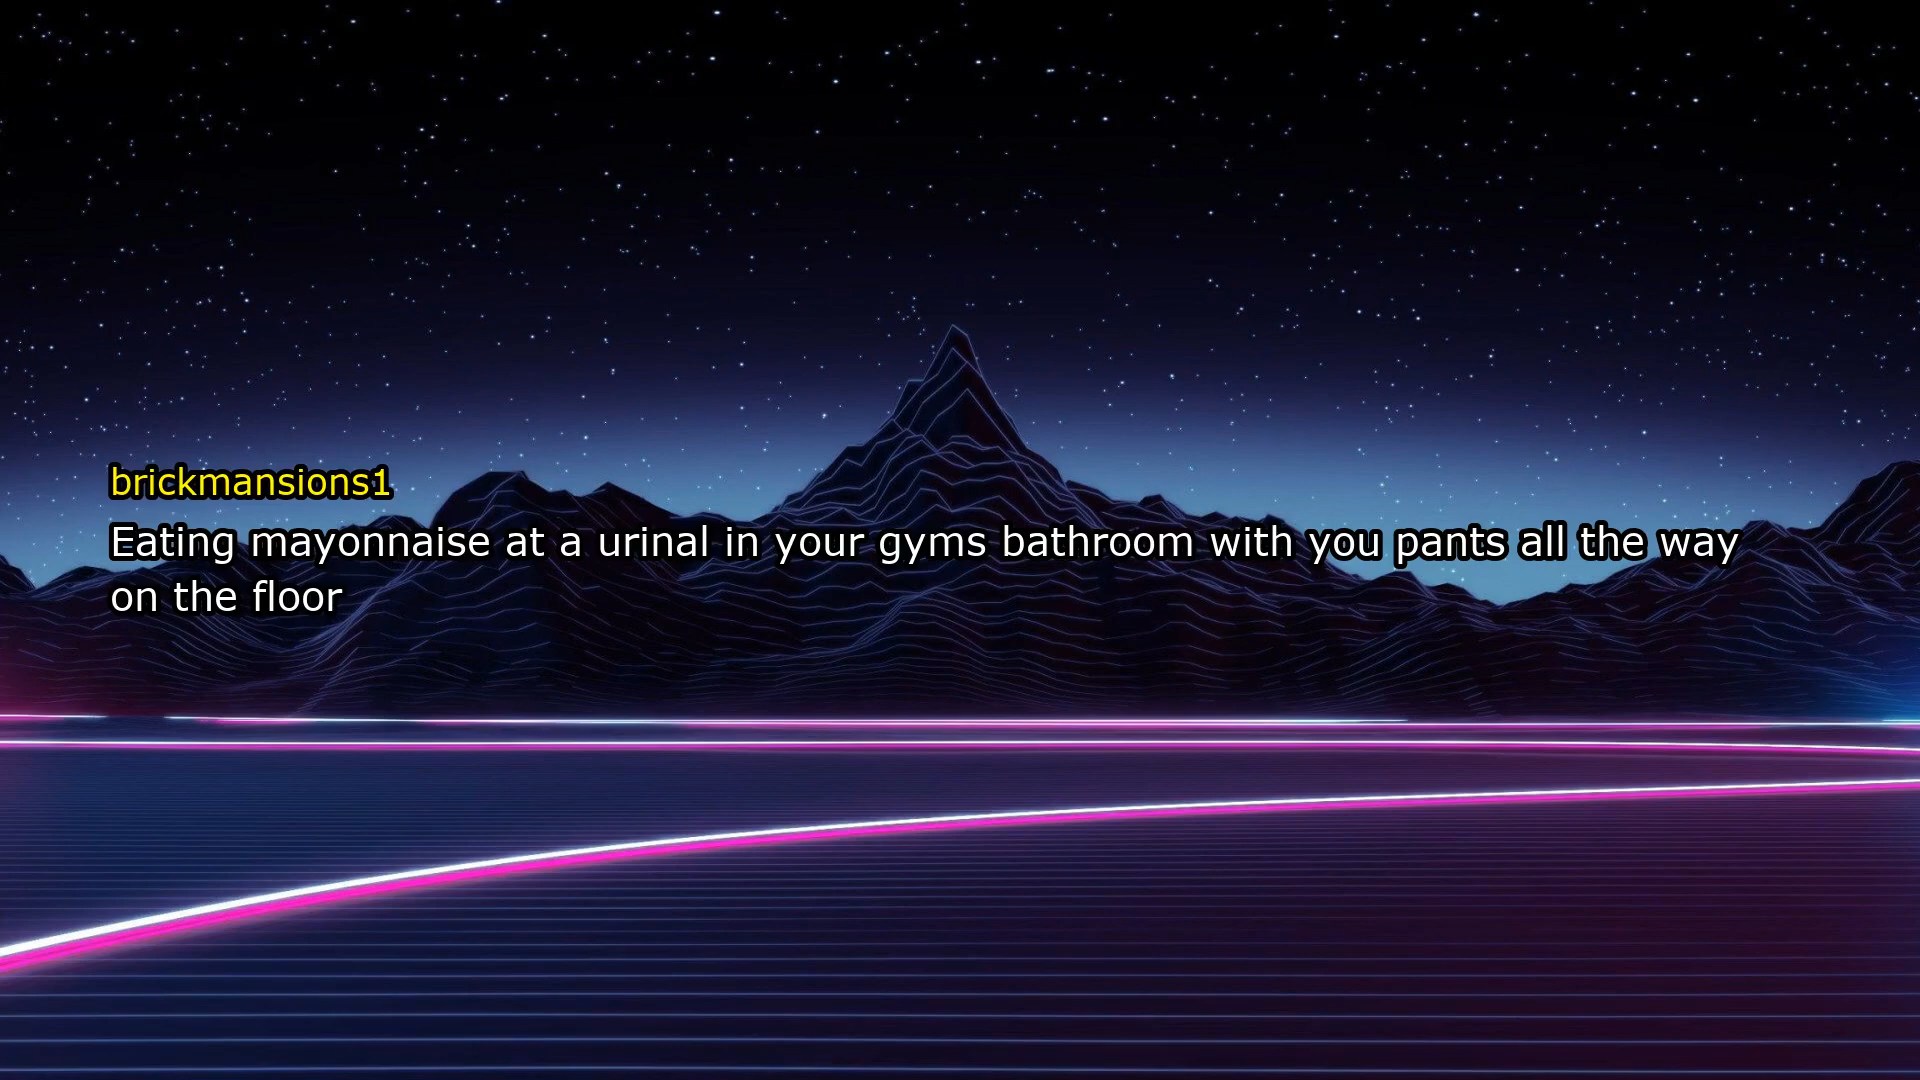 brickmansions1
Eating mayonnaise at a urinal in your gyms bathroom with you pants all the way
on the floor